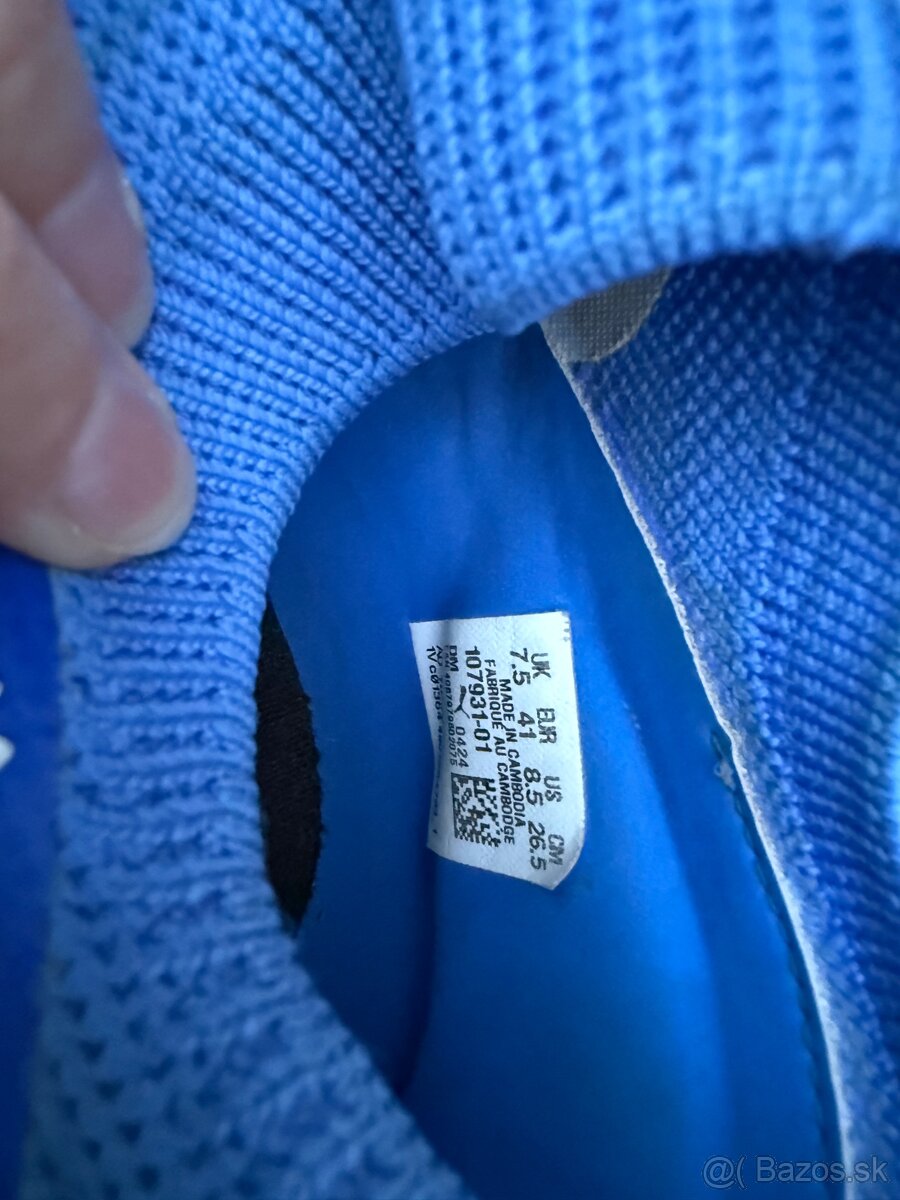 UK EUR US CM
7.5 41 8.5 26.5
MADE IN CAMBODIA
FABRIQUE AU CAMBODGE
107931-01
0424
DM
@( Bazos.sk